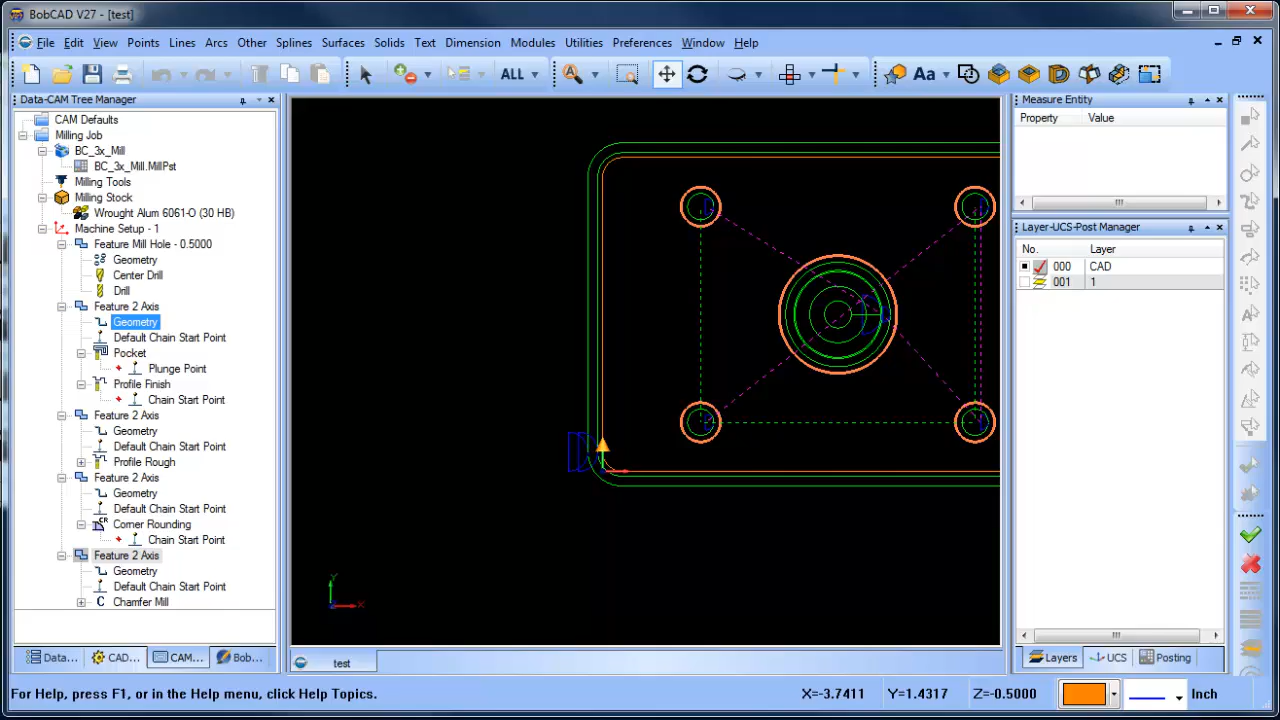 BobCAD V27 - [test]
File Edit View Points Lines Arcs Other Splines Surfaces Solids Text Dimension Modules Utilities Preferences Window Help
ALL Aa
Data-CAM Tree Manager
CAM Defaults
Milling Job
BC_3x_Mill
BC_3x_Mill.MillPst
Milling Tools
Milling Stock
Wrought Alum 6061-O (30 HB)
Machine Setup - 1
Feature Mill Hole - 0.5000
Geometry
Center Drill
Drill
Feature 2 Axis
Geometry
Default Chain Start Point
Pocket
Plunge Point
Profile Finish
Chain Start Point
Feature 2 Axis
Geometry
Default Chain Start Point
Profile Rough
Feature 2 Axis
Geometry
Default Chain Start Point
CR Corner Rounding
Chain Start Point
Feature 2 Axis
Geometry
Default Chain Start Point
C Chamfer Mill
Data... CAD... CAM... Bob...
Y
X
test
Measure Entity
Property Value
Layer-UCS-Post Manager
No. Layer
000 CAD
001 1
Layers UCS Posting
For Help, press F1, or in the Help menu, click Help Topics.
X=-3.7411 Y=1.4317 Z=-0.5000 Inch